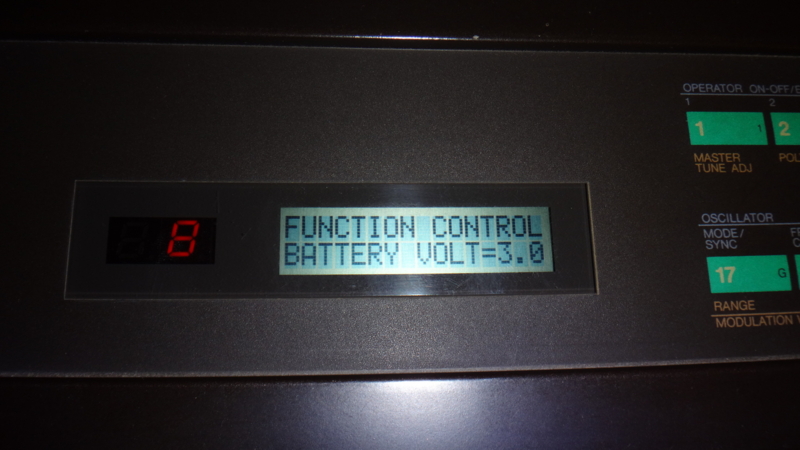 OPERATOR ON-OFF/E
1 2
1 1 2
MASTER
TUNE ADJ
POL
8
FUNCTION CONTROL
BATTERY VOLT=3.0
OSCILLATOR
MODE/
SYNC
F
C
17 G
RANGE
MODULATION